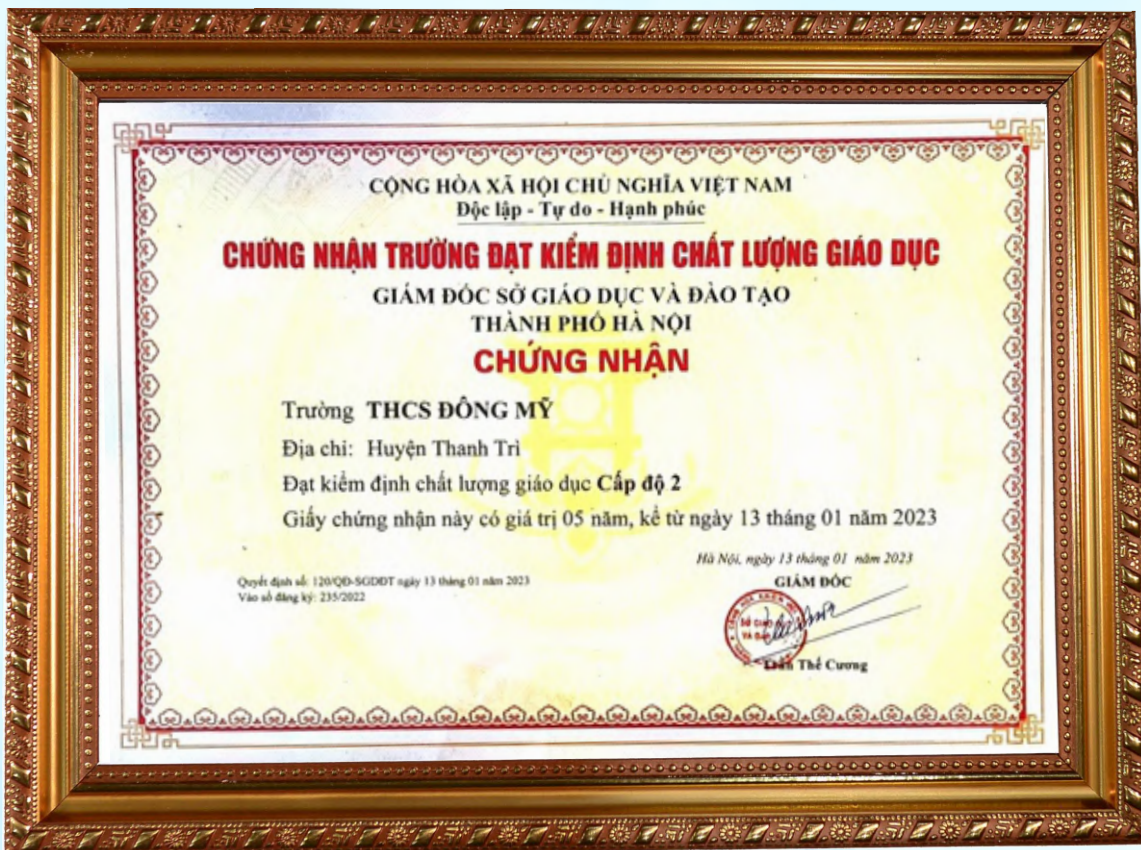 CỘNG HÒA XÃ HỘI CHỦ NGHĨA VIỆT NAM
Độc lập - Tự do - Hạnh phúc
CHỨNG NHẬN TRƯỜNG ĐẠT KIỂM ĐỊNH CHẤT LƯỢNG GIÁO DỤC
GIÁM ĐỐC SỞ GIÁO DỤC VÀ ĐÀO TẠO
THÀNH PHỐ HÀ NỘI
CHỨNG NHẬN
Trường THCS ĐÔNG MỸ
Địa chỉ: Huyện Thanh Trì
Đạt kiểm định chất lượng giáo dục Cấp độ 2
Giấy chứng nhận này có giá trị 05 năm, kể từ ngày 13 tháng 01 năm 2023
Hà Nội, ngày 13 tháng 01 năm 2023
Quyết định số: 120/QĐ-SGDĐT ngày 13 tháng 01 năm 2023
Vào sổ đăng ký: 235/2022
GIÁM ĐỐC
SỞ GIÁO
VÀ ĐÀO
Thế Cương